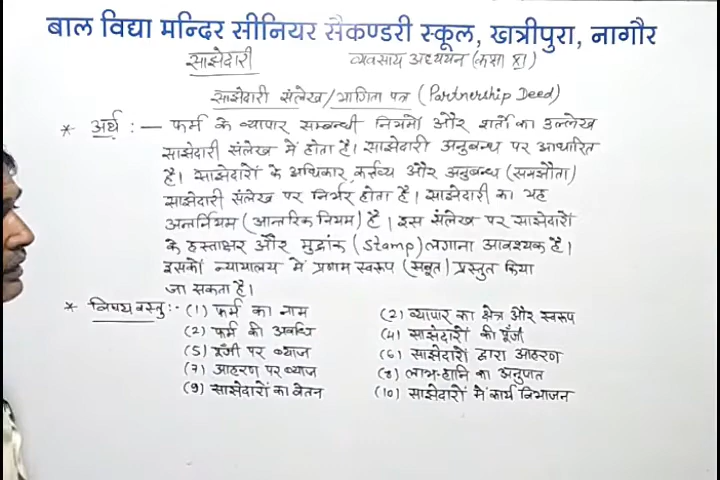 बाल विद्या मन्दिर सीनियर सैकण्डरी स्कूल, खत्रीपुरा, नागौर
साझेदारी व्यवसाय अध्ययन (कक्षा XI)
साझेदारी संलेख/भागिता पत्र (Partnership Deed)
* अर्थ :— फर्म के व्यापार सम्बन्धी नियमों और शर्तों का उल्लेख
साझेदारी संलेख में होता है। साझेदारी अनुबन्ध पर आधारित
है। साझेदारों के अधिकार, कर्त्तव्य और अनुबन्ध (समझौता)
साझेदारी संलेख पर निर्भर होता है। साझेदारी का यह
अन्तर्नियम (आन्तरिक नियम) है। इस संलेख पर साझेदारों
के हस्ताक्षर और मुद्रांक (Stamp) लगाना आवश्यक है।
इसको न्यायालय में प्रणम स्वरूप (सबूत) प्रस्तुत किया
जा सकता है।
* विषय वस्तु :- (1) फर्म का नाम (2) व्यापार का क्षेत्र और स्वरूप
(2) फर्म की अवधि (4) साझेदारों की पूँजी
(5) पूँजी पर ब्याज (6) साझेदारों द्वारा आहरण
(7) आहरण पर ब्याज (8) लाभ-हानि का अनुपात
(9) साझेदारों का वेतन (10) साझेदारों में कार्य विभाजन